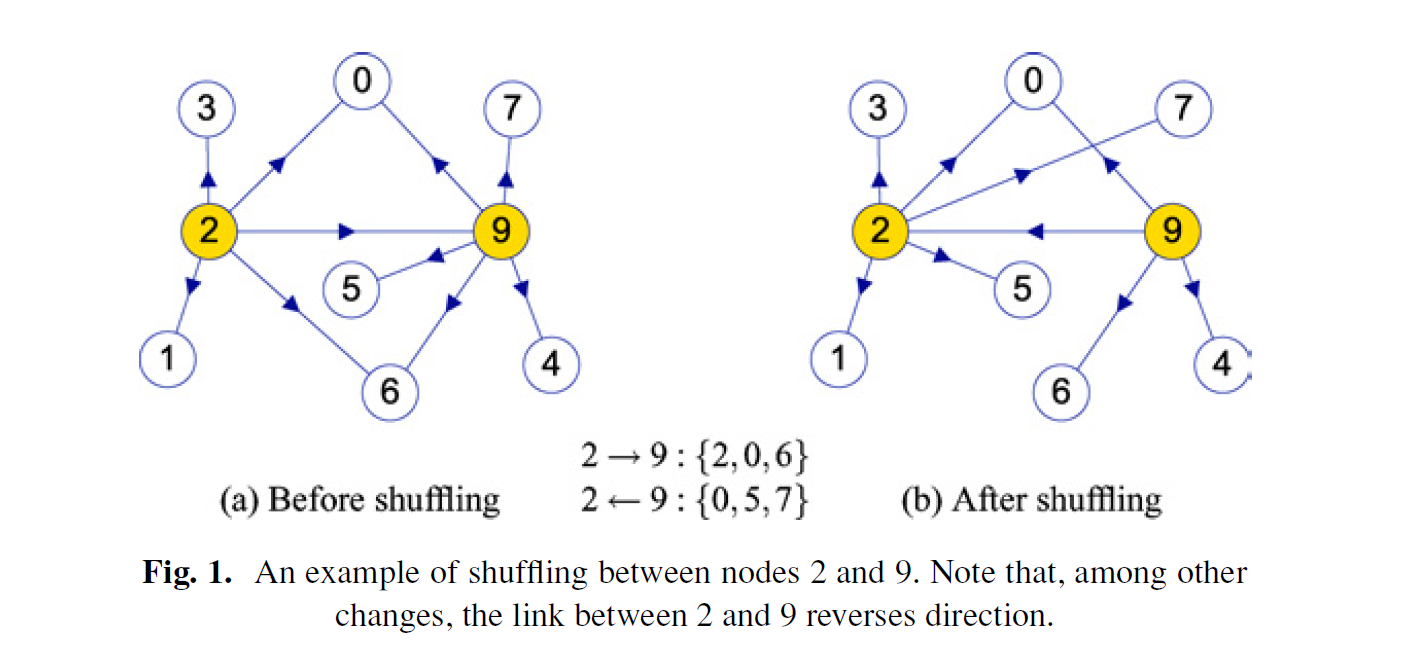 0 0
3 7 3 7
2 9 2 9
5 5
1 4 1 4
6 6
2 → 9 : {2, 0, 6}
(a) Before shuffling 2 ← 9 : {0, 5, 7} (b) After shuffling
Fig. 1. An example of shuffling between nodes 2 and 9. Note that, among other
changes, the link between 2 and 9 reverses direction.